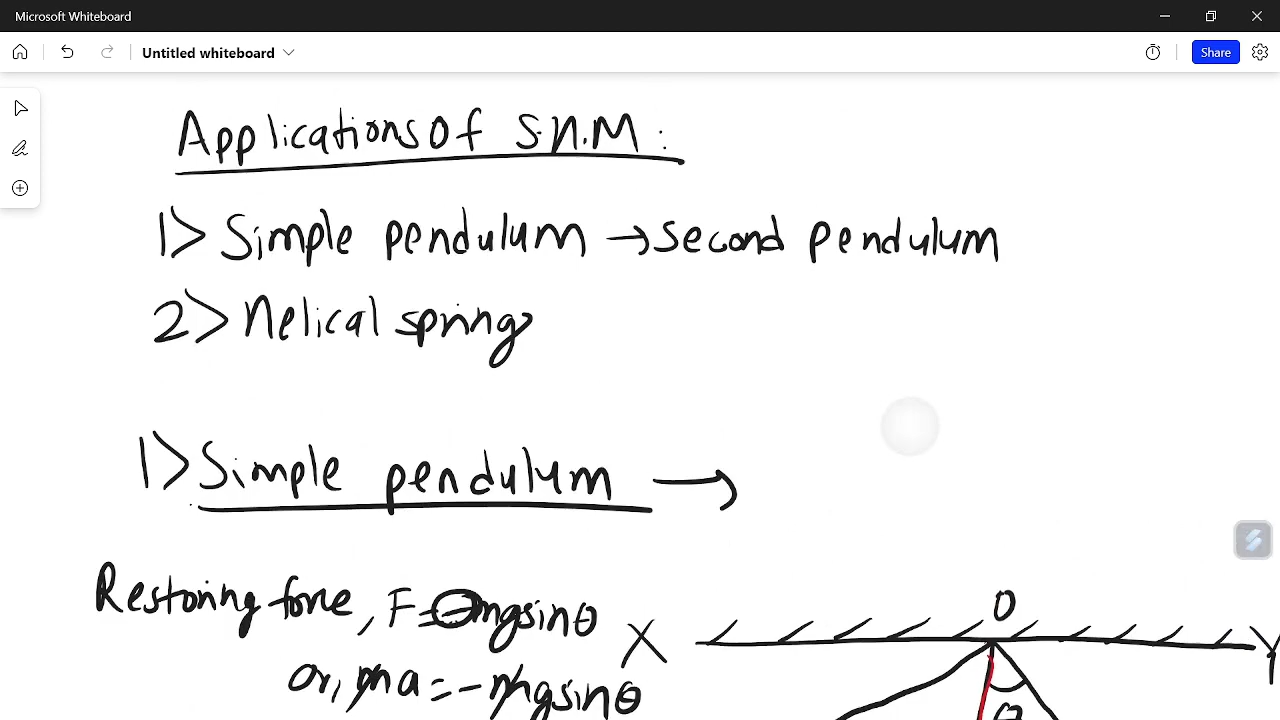 Microsoft Whiteboard
Untitled whiteboard
Share
Applications of S.H.M :
1> Simple pendulum → second pendulum
2> Helical spring
1> Simple pendulum →
Restoring force, F = -mgsinθ
or, ma = -mgsinθ
O
X
Y
θ